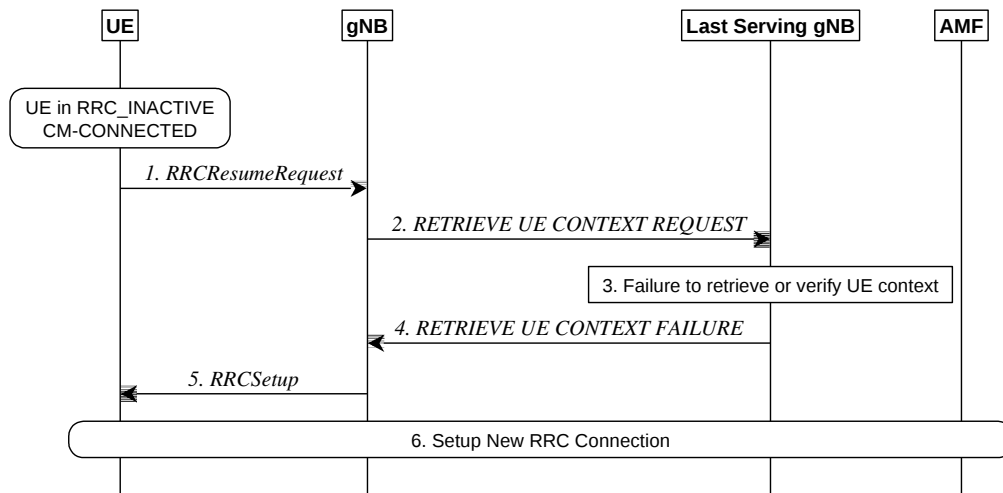 UE
gNB
Last Serving gNB
AMF
UE in RRC_INACTIVE
CM-CONNECTED
1. RRCResumeRequest
2. RETRIEVE UE CONTEXT REQUEST
3. Failure to retrieve or verify UE context
4. RETRIEVE UE CONTEXT FAILURE
5. RRCSetup
6. Setup New RRC Connection